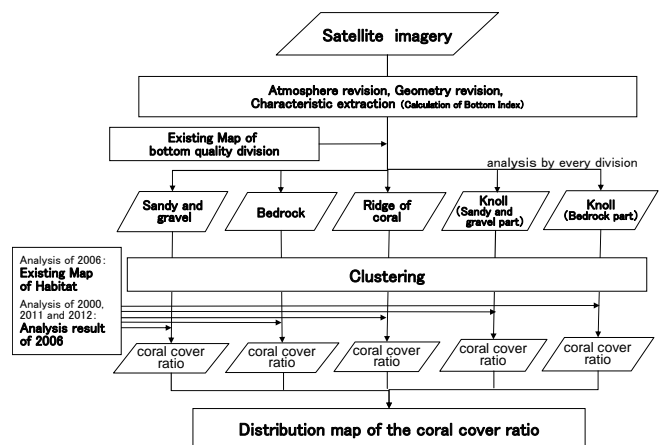 Satellite imagery
Atmosphere revision, Geometry revision,
Characteristic extraction (Calculation of Bottom Index)
Existing Map of
bottom quality division
analysis by every division
Sandy and
gravel
Bedrock
Ridge of
coral
Knoll
(Sandy and
gravel part)
Knoll
(Bedrock part)
Clustering
Analysis of 2006:
Existing Map
of Habitat
Analysis of 2000,
2011 and 2012:
Analysis result
of 2006
coral cover
ratio
coral cover
ratio
coral cover
ratio
coral cover
ratio
coral cover
ratio
Distribution map of the coral cover ratio